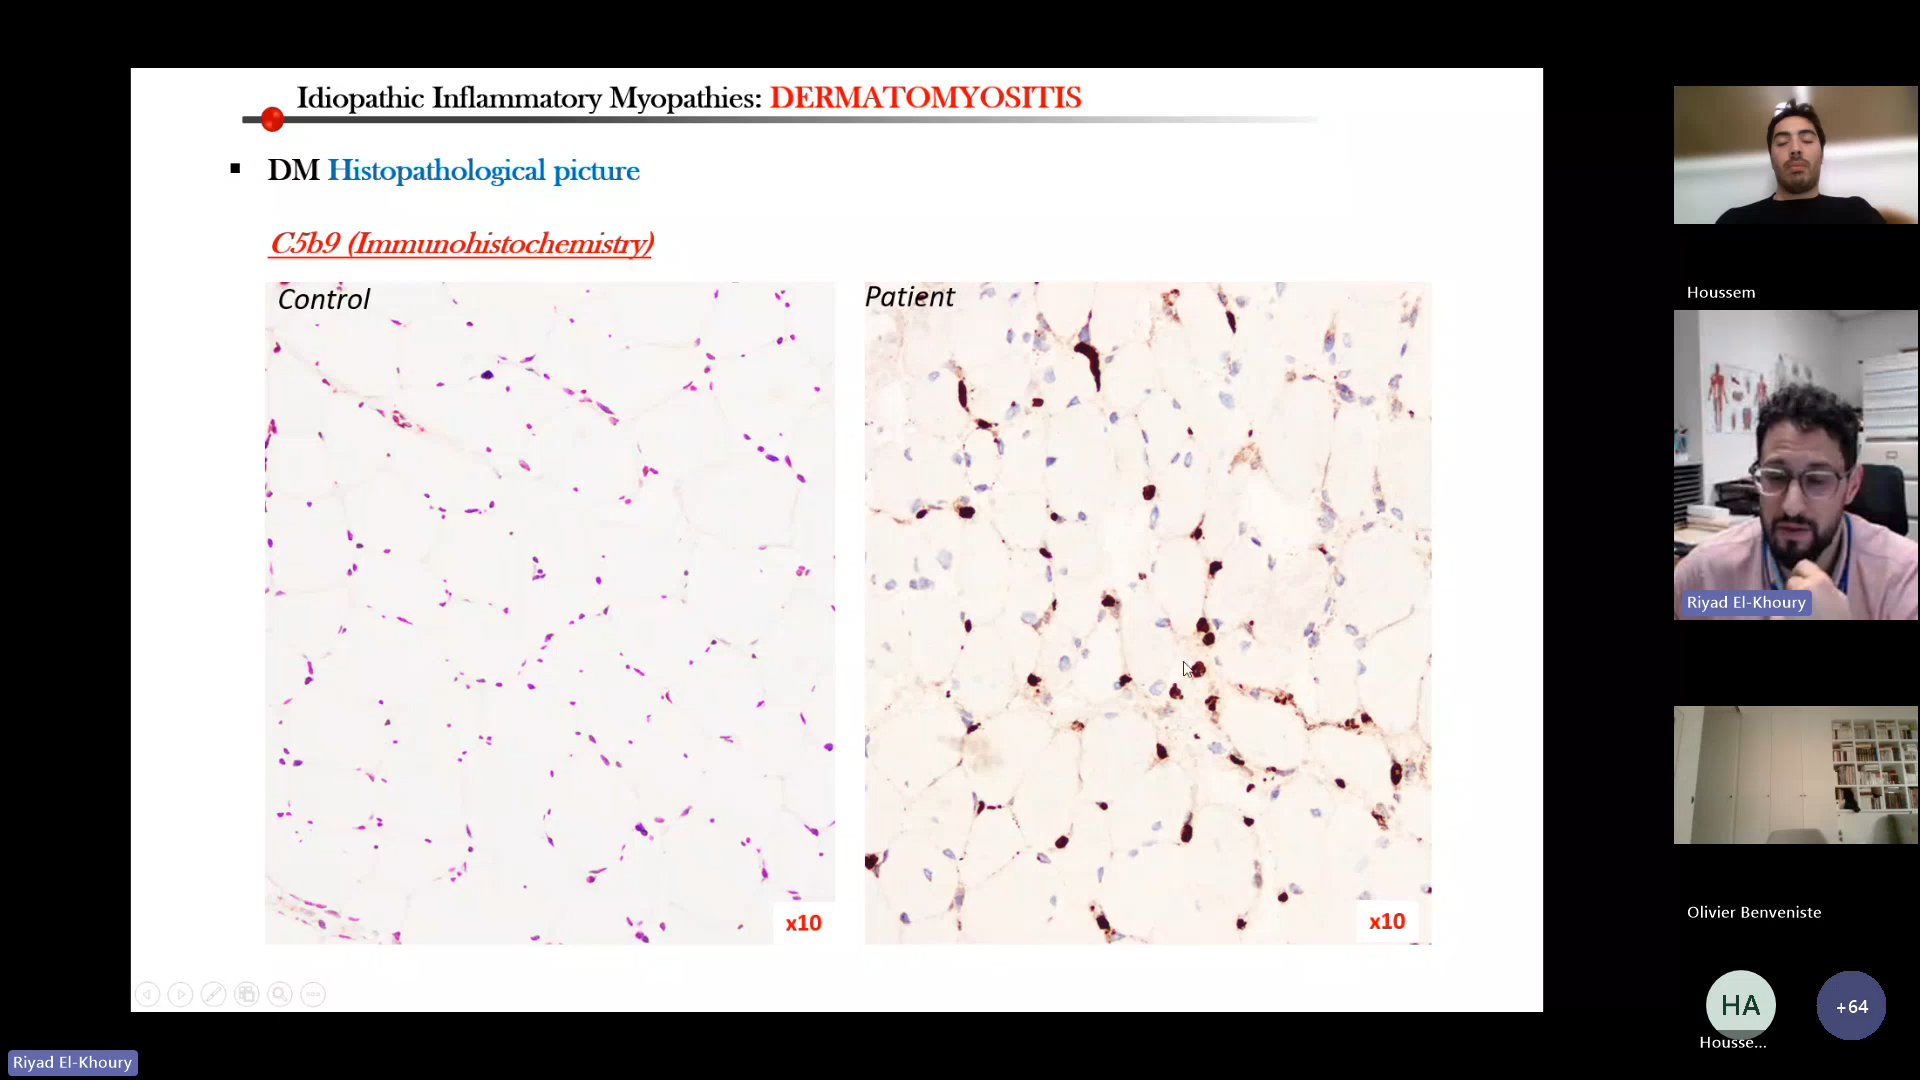 Idiopathic Inflammatory Myopathies: DERMATOMYOSITIS
▪ DM Histopathological picture
C5b9 (Immunohistochemistry)
Control
Patient
x10
x10
Houssem
Riyad El-Khoury
Olivier Benveniste
HA
+64
Housse...
Riyad El-Khoury